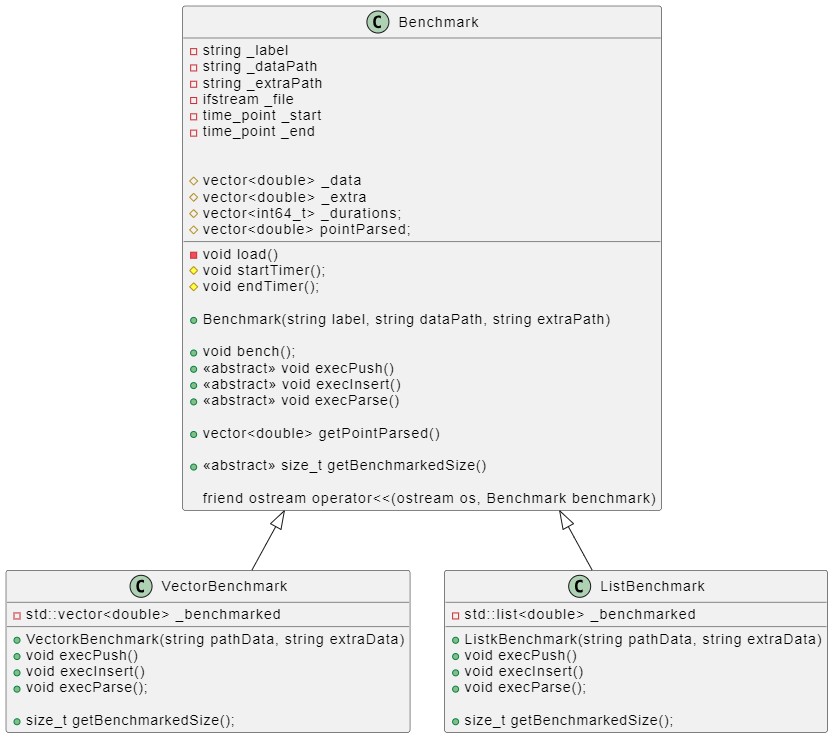 C Benchmark
string _label
string _dataPath
string _extraPath
ifstream _file
time_point _start
time_point _end
vector<double> _data
vector<double> _extra
vector<int64_t> _durations;
vector<double> pointParsed;
void load()
void startTimer();
void endTimer();
Benchmark(string label, string dataPath, string extraPath)
void bench();
«abstract» void execPush()
«abstract» void execInsert()
«abstract» void execParse()
vector<double> getPointParsed()
«abstract» size_t getBenchmarkedSize()
friend ostream operator<<(ostream os, Benchmark benchmark)
C VectorBenchmark
std::vector<double> _benchmarked
VectorkBenchmark(string pathData, string extraData)
void execPush()
void execInsert()
void execParse();
size_t getBenchmarkedSize();
C ListBenchmark
std::list<double> _benchmarked
ListkBenchmark(string pathData, string extraData)
void execPush()
void execInsert()
void execParse();
size_t getBenchmarkedSize();